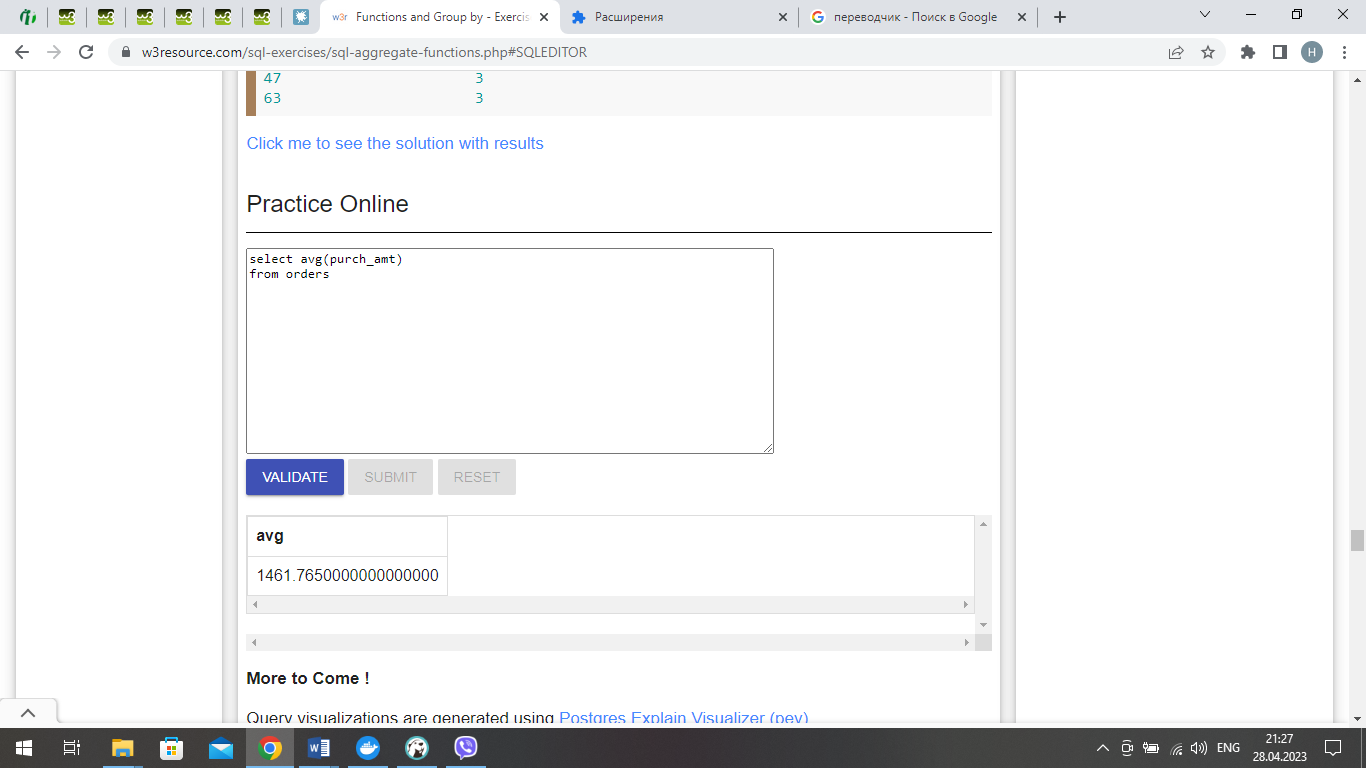 Functions and Group by - Exercis
Расширения
переводчик - Поиск в Google
w3resource.com/sql-exercises/sql-aggregate-functions.php#SQLEDITOR
H
47 3
63 3
Click me to see the solution with results
Practice Online
select avg(purch_amt)
from orders
VALIDATE SUBMIT RESET
avg
1461.7650000000000000
More to Come !
Query visualizations are generated using Postgres Explain Visualizer (pev)
ENG
21:27
28.04.2023